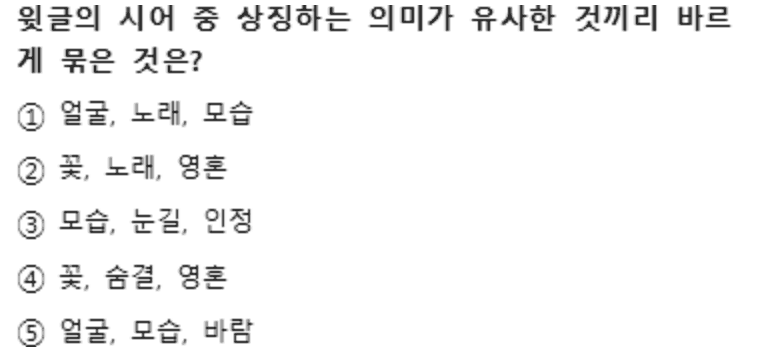 윗글의 시어 중 상징하는 의미가 유사한 것끼리 바르
게 묶은 것은?
① 얼굴, 노래, 모습
② 꽃, 노래, 영혼
③ 모습, 눈길, 인정
④ 꽃, 숨결, 영혼
⑤ 얼굴, 모습, 바람